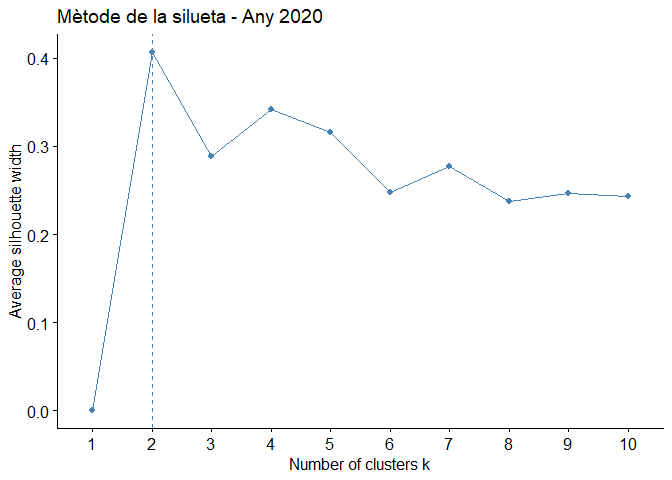 Mètode de la silueta - Any 2020
Average silhouette width
0.4
0.3
0.2
0.1
0.0
1 2 3 4 5 6 7 8 9 10
Number of clusters k